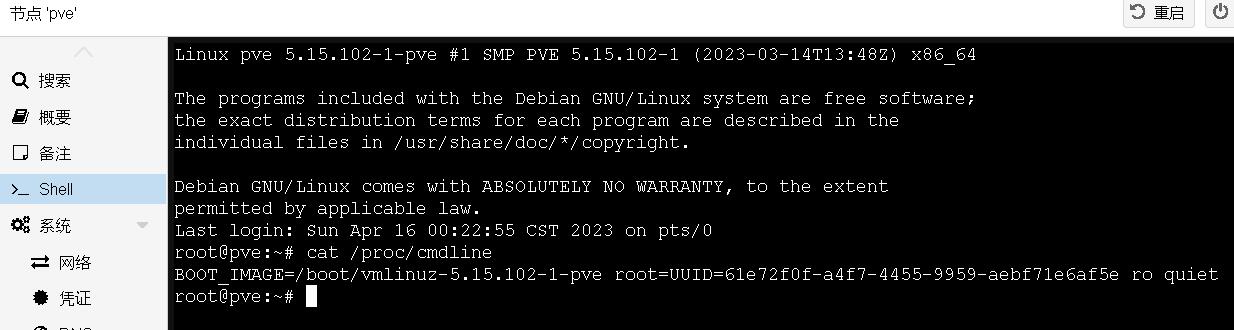 节点 'pve'
重启
搜索
概要
备注
Shell
系统
网络
凭证
Linux pve 5.15.102-1-pve #1 SMP PVE 5.15.102-1 (2023-03-14T13:48Z) x86_64
The programs included with the Debian GNU/Linux system are free software;
the exact distribution terms for each program are described in the
individual files in /usr/share/doc/*/copyright.
Debian GNU/Linux comes with ABSOLUTELY NO WARRANTY, to the extent
permitted by applicable law.
Last login: Sun Apr 16 00:22:55 CST 2023 on pts/0
root@pve:~# cat /proc/cmdline
BOOT_IMAGE=/boot/vmlinuz-5.15.102-1-pve root=UUID=61e72f0f-a4f7-4455-9959-aebf71e6af5e ro quiet
root@pve:~#